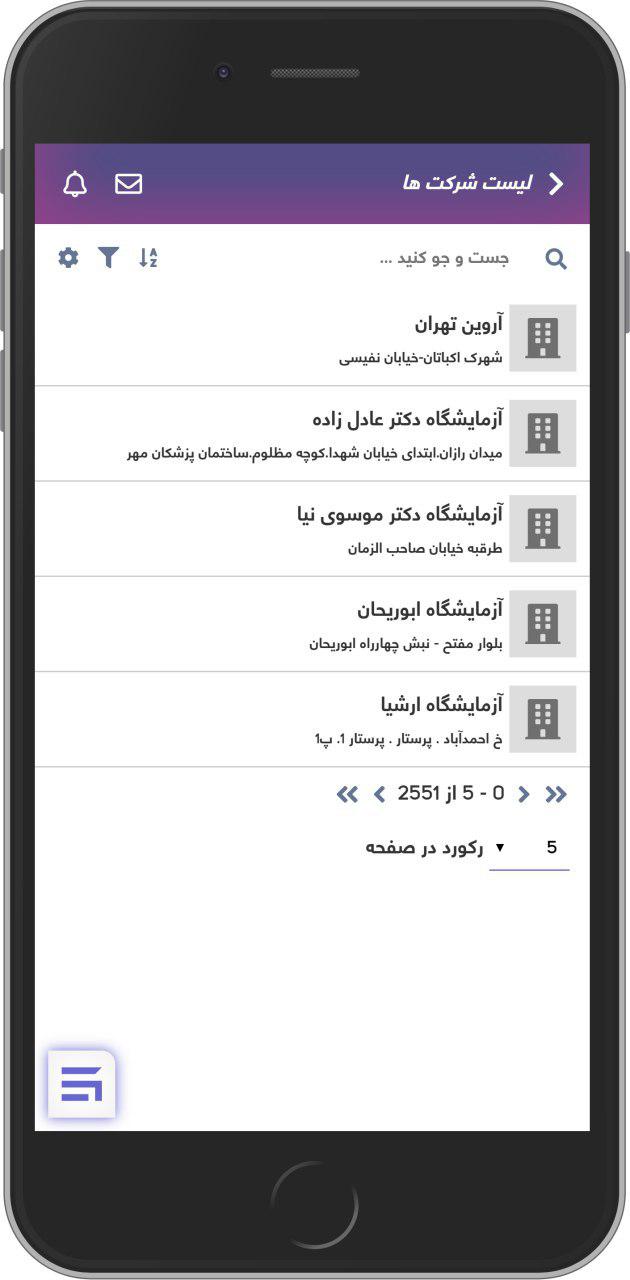 لیست شرکت ها
جست و جو کنید ...
آروین تهران
شهرک اکباتان-خیابان نفیسی
آزمایشگاه دکتر عادل زاده
میدان رازان.ابتدای خیابان شهدا.کوچه مظلوم.ساختمان پزشکان مهر
آزمایشگاه دکتر موسوی نیا
طرقبه خیابان صاحب الزمان
آزمایشگاه ابوریحان
بلوار مفتح - نبش چهارراه ابوریحان
آزمایشگاه ارشیا
خ احمدآباد . پرستار . پرستار 1. پ1
0 - 5 از 2551
5 رکورد در صفحه